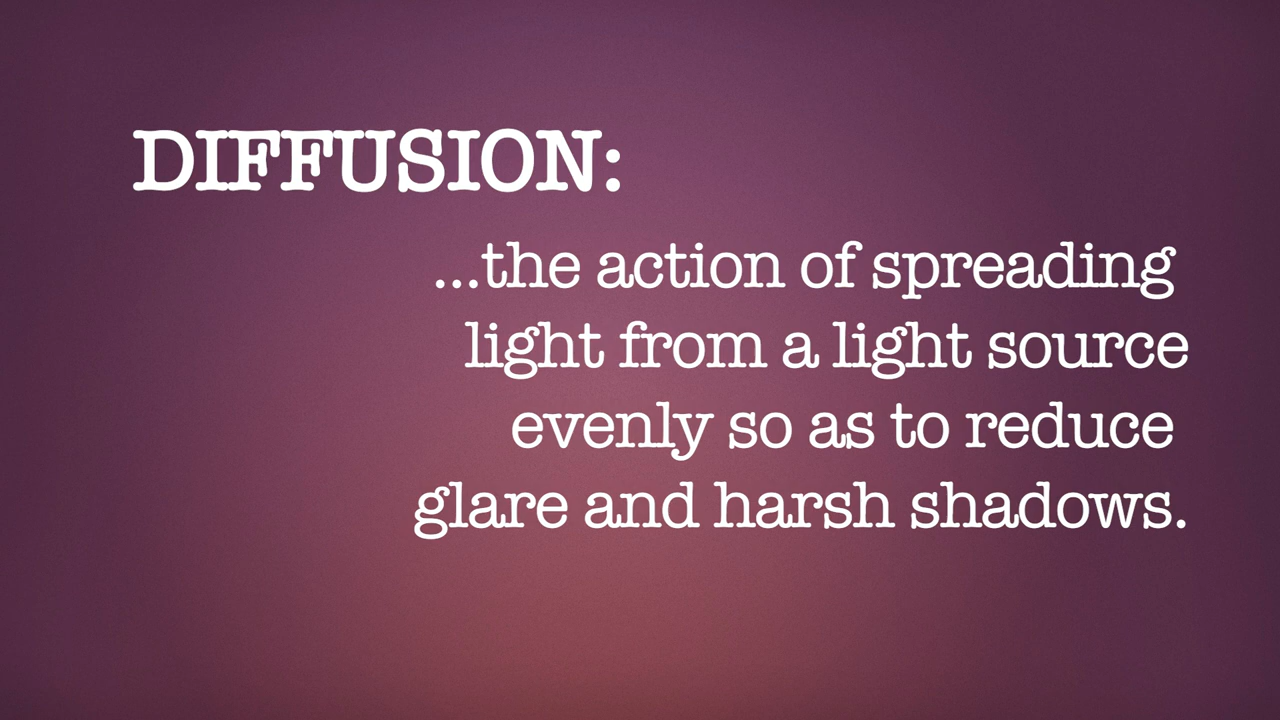 DIFFUSION:
...the action of spreading
light from a light source
evenly so as to reduce
glare and harsh shadows.